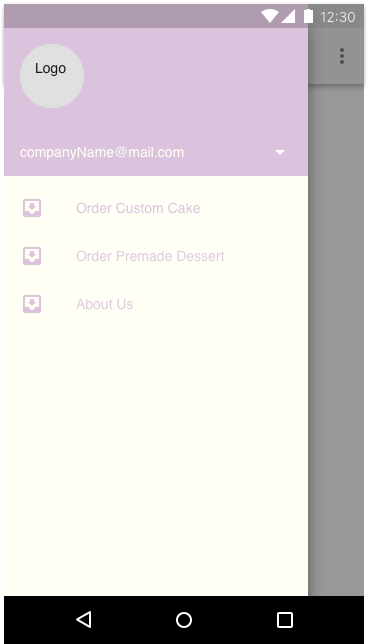 12:30
Logo
companyName@mail.com
Order Custom Cake
Order Premade Dessert
About Us